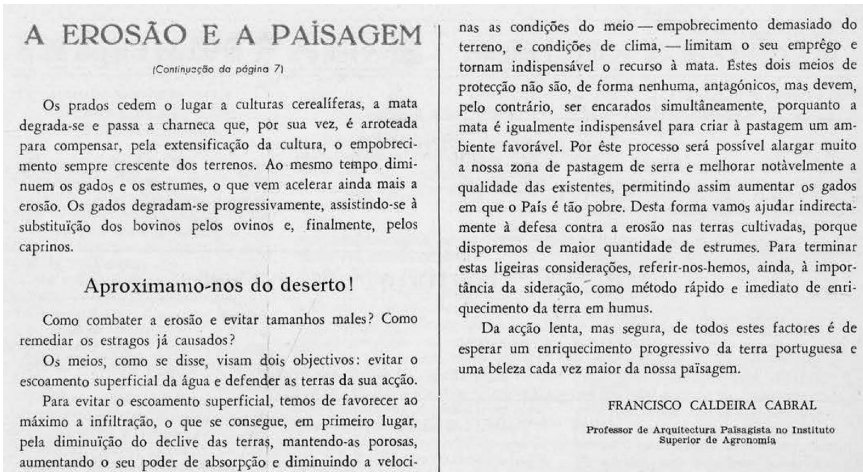 A EROSÃO E A PAÏSAGEM
(Continuação da página 7)
Os prados cedem o lugar a culturas cerealíferas, a mata
degrada-se e passa a charneca que, por sua vez, é arroteada
para compensar, pela extensificação da cultura, o empobreci-
mento sempre crescente dos terrenos. Ao mesmo tempo dimi-
nuem os gados e os estrumes, o que vem acelerar ainda mais a
erosão. Os gados degradam-se progressivamente, assistindo-se à
substituïção dos bovinos pelos ovinos e, finalmente, pelos
caprinos.
Aproximamo-nos do deserto!
Como combater a erosão e evitar tamanhos males? Como
remediar os estragos já causados?
Os meios, como se disse, visam dois objectivos: evitar o
escoamento superficial da água e defender as terras da sua acção.
Para evitar o escoamento superficial, temos de favorecer ao
máximo a infiltração, o que se consegue, em primeiro lugar,
pela diminuïção do declive das terras, mantendo-as porosas,
aumentando o seu poder de absorpção e diminuindo a veloci-
nas as condições do meio — empobrecimento demasiado do
terreno, e condições de clima, — limitam o seu emprêgo e
tornam indispensável o recurso à mata. Êstes dois meios de
protecção não são, de forma nenhuma, antagónicos, mas devem,
pelo contrário, ser encarados simultâneamente, porquanto a
mata é igualmente indispensável para criar à pastagem um am-
biente favorável. Por êste processo será possível alargar muito
a nossa zona de pastagem de serra e melhorar notàvelmente a
qualidade das existentes, permitindo assim aumentar os gados
em que o País é tão pobre. Desta forma vamos ajudar indirecta-
mente à defesa contra a erosão nas terras cultivadas, porque
disporemos de maior quantidade de estrumes. Para terminar
estas ligeiras considerações, referir-nos-hemos, ainda, à impor-
tância da sideração, como método rápido e imediato de enri-
quecimento da terra em humus.
Da acção lenta, mas segura, de todos estes factores é de
esperar um enriquecimento progressivo da terra portuguesa e
uma beleza cada vez maior da nossa païsagem.
FRANCISCO CALDEIRA CABRAL
Professor de Arquitectura Paisagista no Instituto
Superior de Agronomia